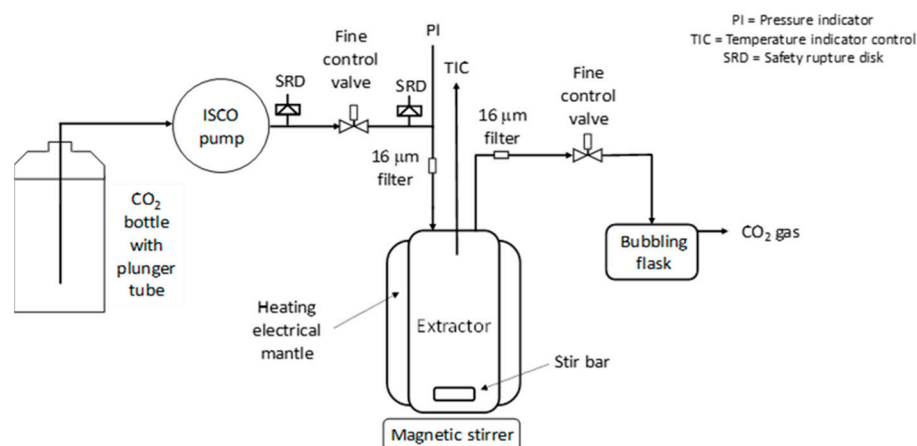 PI = Pressure indicator
TIC = Temperature indicator control
SRD = Safety rupture disk
PI
Fine
control
valve
SRD
SRD
TIC
Fine
control
valve
ISCO
pump
16 μm
filter
16 μm
filter
CO2
bottle
with
plunger
tube
Bubbling
flask
CO2 gas
Heating
electrical
mantle
Extractor
Stir bar
Magnetic stirrer